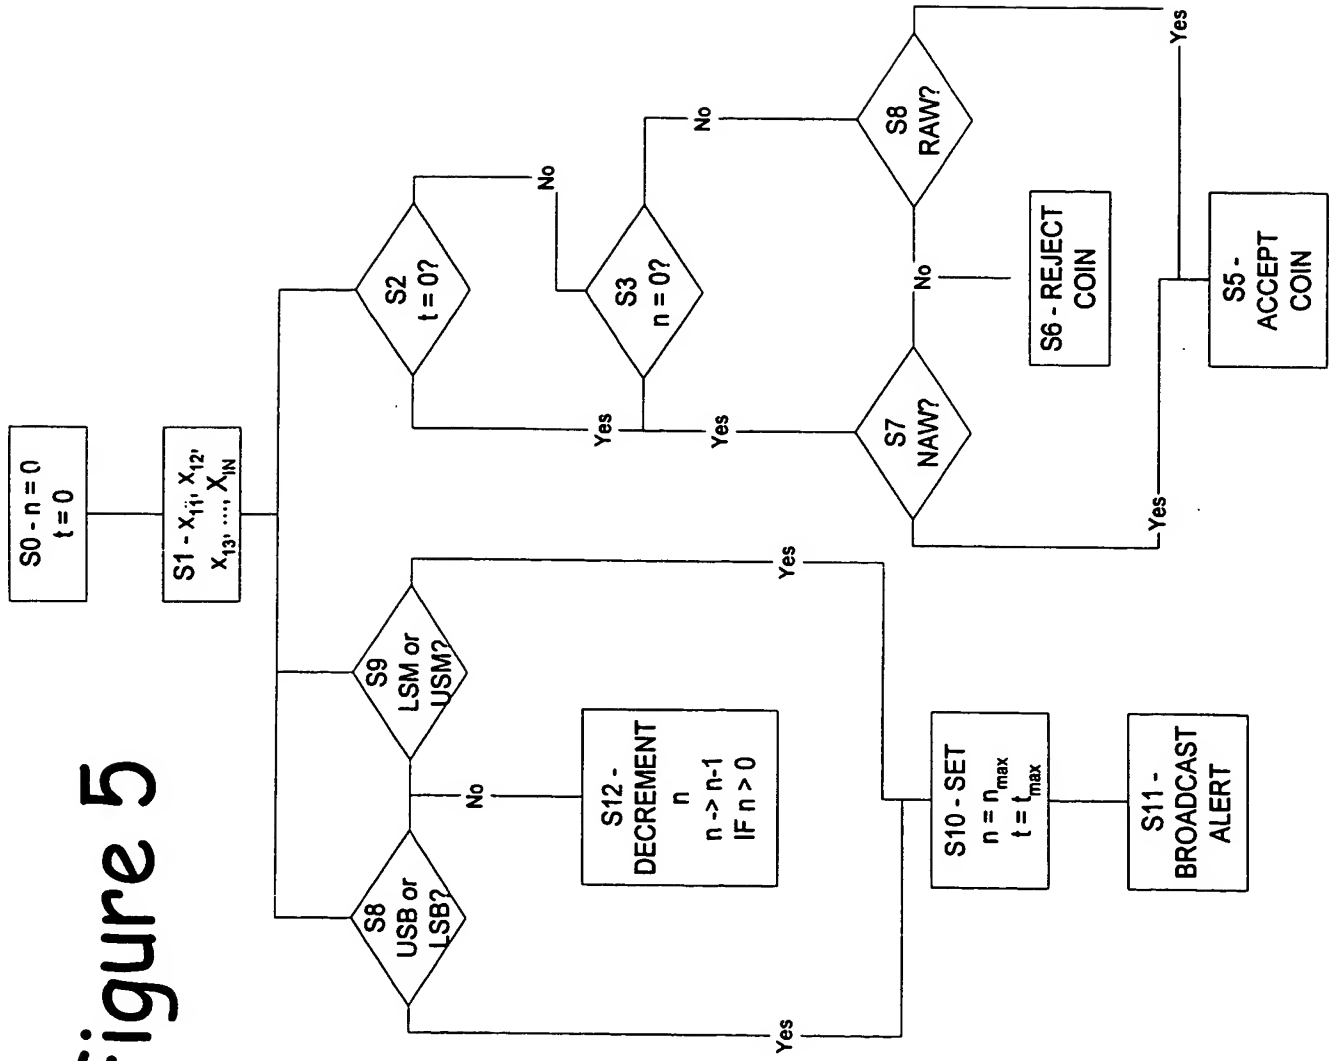 Figure 5
S0 - n = 0
t = 0
S1 - X11, X12,
X13, ..., XIN
S8
USB or
LSB?
S9
LSM or
USM?
S2
t = 0?
No
S3
n = 0?
No
Yes
Yes
No
S12 -
DECREMENT
n
n -> n-1
IF n > 0
Yes
Yes
S7
NAW?
No
S8
RAW?
S10 - SET
n = nmax
t = tmax
S6 - REJECT
COIN
Yes
Yes
S11 -
BROADCAST
ALERT
S5 -
ACCEPT
COIN